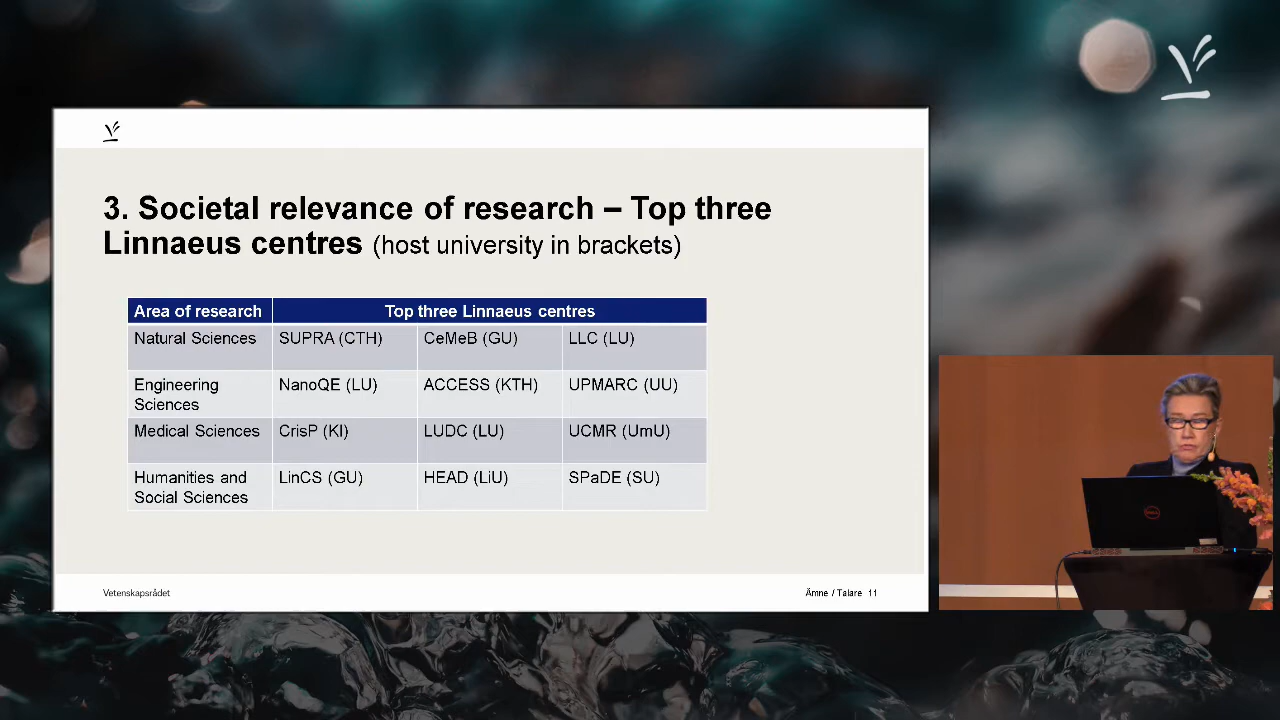 3. Societal relevance of research – Top three
Linnaeus centres (host university in brackets)
Area of research Top three Linnaeus centres
Natural Sciences SUPRA (CTH) CeMeB (GU) LLC (LU)
Engineering Sciences NanoQE (LU) ACCESS (KTH) UPMARC (UU)
Medical Sciences CrisP (KI) LUDC (LU) UCMR (UmU)
Humanities and Social Sciences LinCS (GU) HEAD (LiU) SPaDE (SU)
Vetenskapsrådet Ämne / Talare 11
DELL